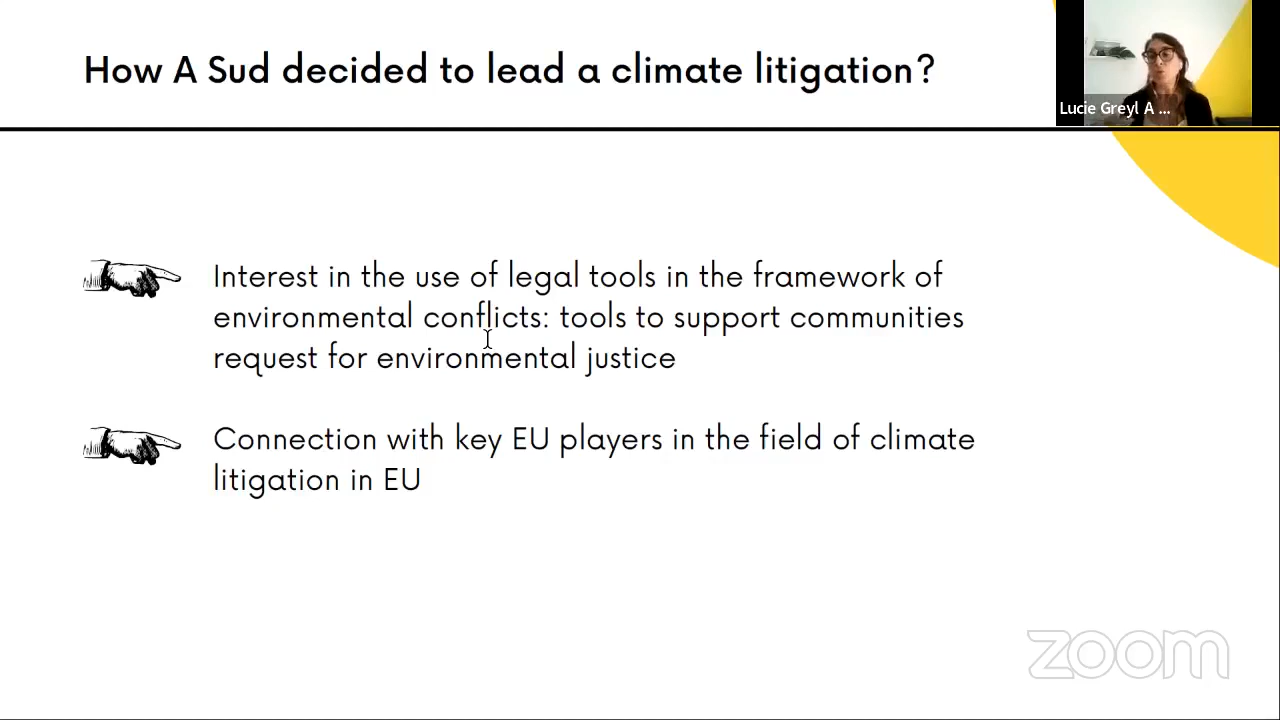 How A Sud decided to lead a climate litigation?
Lucie Greyl A ...
Interest in the use of legal tools in the framework of
environmental conflicts: tools to support communities
request for environmental justice
Connection with key EU players in the field of climate
litigation in EU
zoom